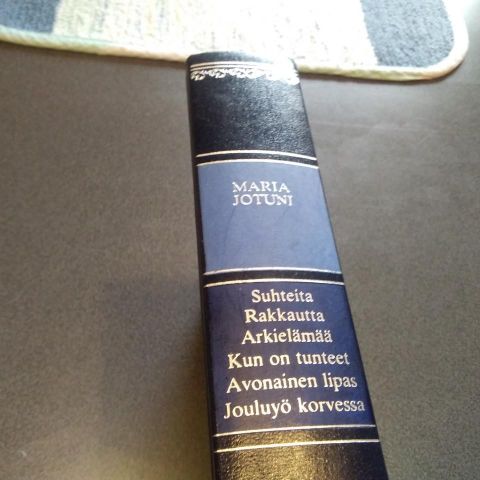 MARIA
JOTUNI
Suhteita
Rakkautta
Arkielämää
Kun on tunteet
Avonainen lipas
Jouluyö korvessa